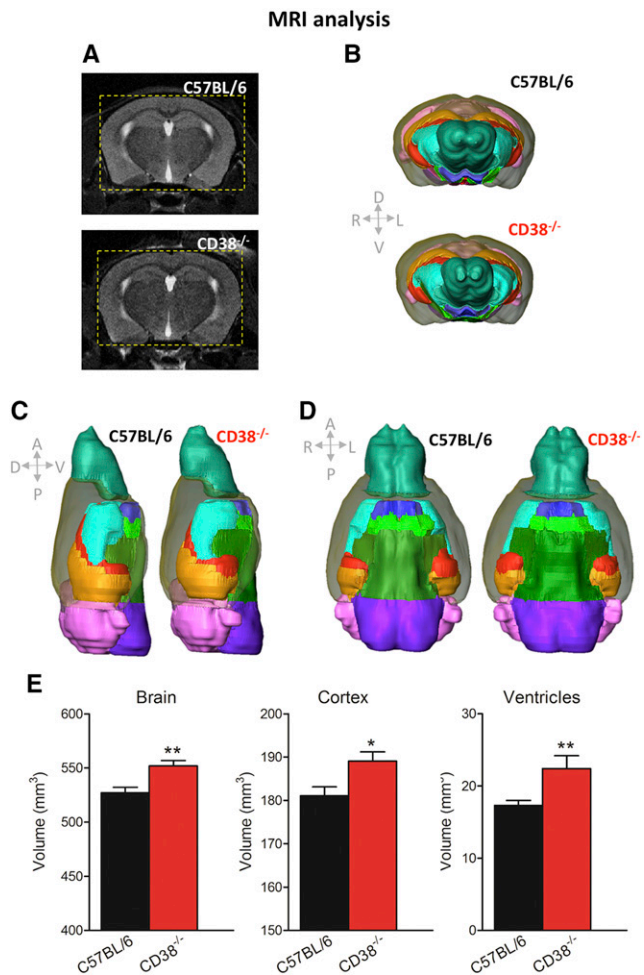 MRI analysis
A
C57BL/6
CD38-/-
B
C57BL/6
D
R L
V
CD38-/-
C
A
D V
P
C57BL/6
CD38-/-
D
A
R L
P
C57BL/6
CD38-/-
E
Brain
Volume (mm³)
600
550
500
450
400
**
C57BL/6
CD38-/-
Cortex
Volume (mm³)
200
190
180
170
160
150
*
C57BL/6
CD38-/-
Ventricles
Volume (mm³)
30
20
10
0
**
C57BL/6
CD38-/-